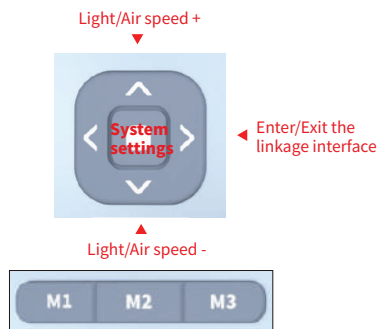 Light/Air speed +
System
settings
Enter/Exit the
linkage interface
Light/Air speed -
M1 M2 M3